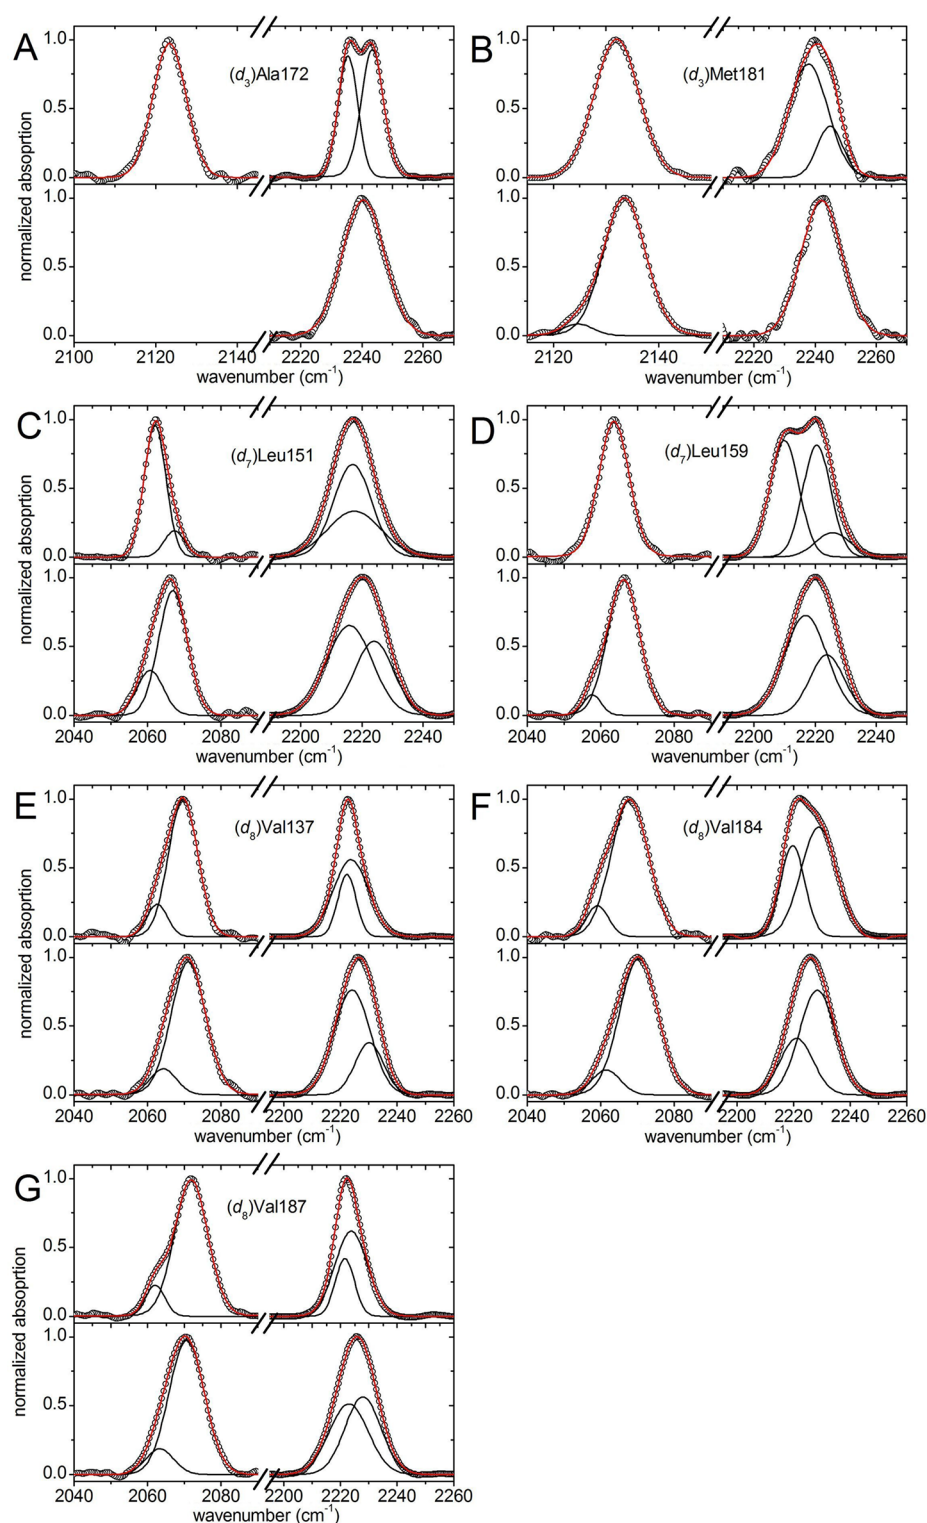 A
(d3)Ala172
normalized absoprtion
1.0
0.5
0.0
1.0
0.5
0.0
2100 2120 2140 2220 2240 2260
wavenumber (cm⁻¹)
B
(d3)Met181
1.0
0.5
0.0
1.0
0.5
0.0
2120 2140 2220 2240 2260
wavenumber (cm⁻¹)
C
(d7)Leu151
normalized absoprtion
1.0
0.5
0.0
1.0
0.5
0.0
2040 2060 2080 2200 2220 2240
wavenumber (cm⁻¹)
D
(d7)Leu159
1.0
0.5
0.0
1.0
0.5
0.0
2040 2060 2080 2200 2220 2240
wavenumber (cm⁻¹)
E
(d8)Val137
normalized absoprtion
1.0
0.5
0.0
1.0
0.5
0.0
2040 2060 2080 2200 2220 2240 2260
wavenumber (cm⁻¹)
F
(d8)Val184
1.0
0.5
0.0
1.0
0.5
0.0
2040 2060 2080 2200 2220 2240 2260
wavenumber (cm⁻¹)
G
(d8)Val187
normalized absoprtion
1.0
0.5
0.0
1.0
0.5
0.0
2040 2060 2080 2200 2220 2240 2260
wavenumber (cm⁻¹)